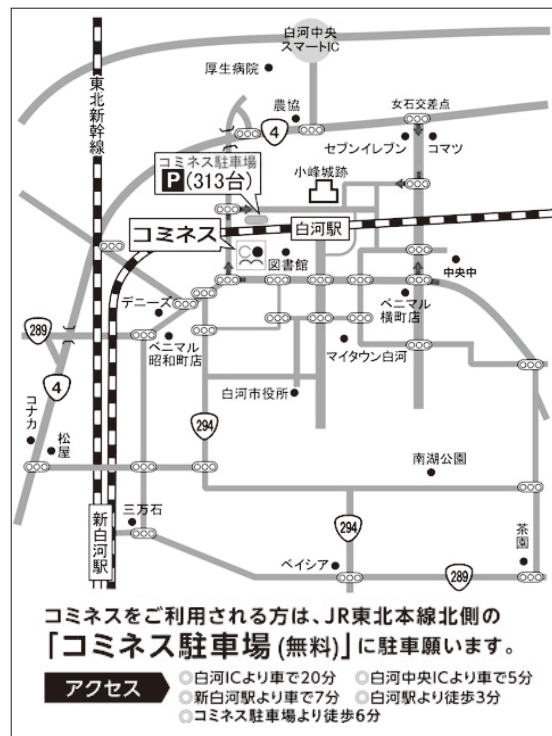 白河中央
スマートIC
厚生病院
東北新幹線
農協
女石交差点
4
セブンイレブン
コマツ
コミネス駐車場
P(313台)
小峰城跡
コミネス
白河駅
図書館
中央中
デニーズ
ベニマル
横町店
289
ベニマル
昭和町店
マイタウン白河
4
白河市役所
コナカ
松屋
294
南湖公園
新白河駅
三万石
294
茶園
ベイシア
289
コミネスをご利用される方は、JR東北本線北側の
「コミネス駐車場(無料)」に駐車願います。
アクセス
◎白河ICより車で20分 ◎白河中央ICより車で5分
◎新白河駅より車で7分 ◎白河駅より徒歩3分
◎コミネス駐車場より徒歩6分